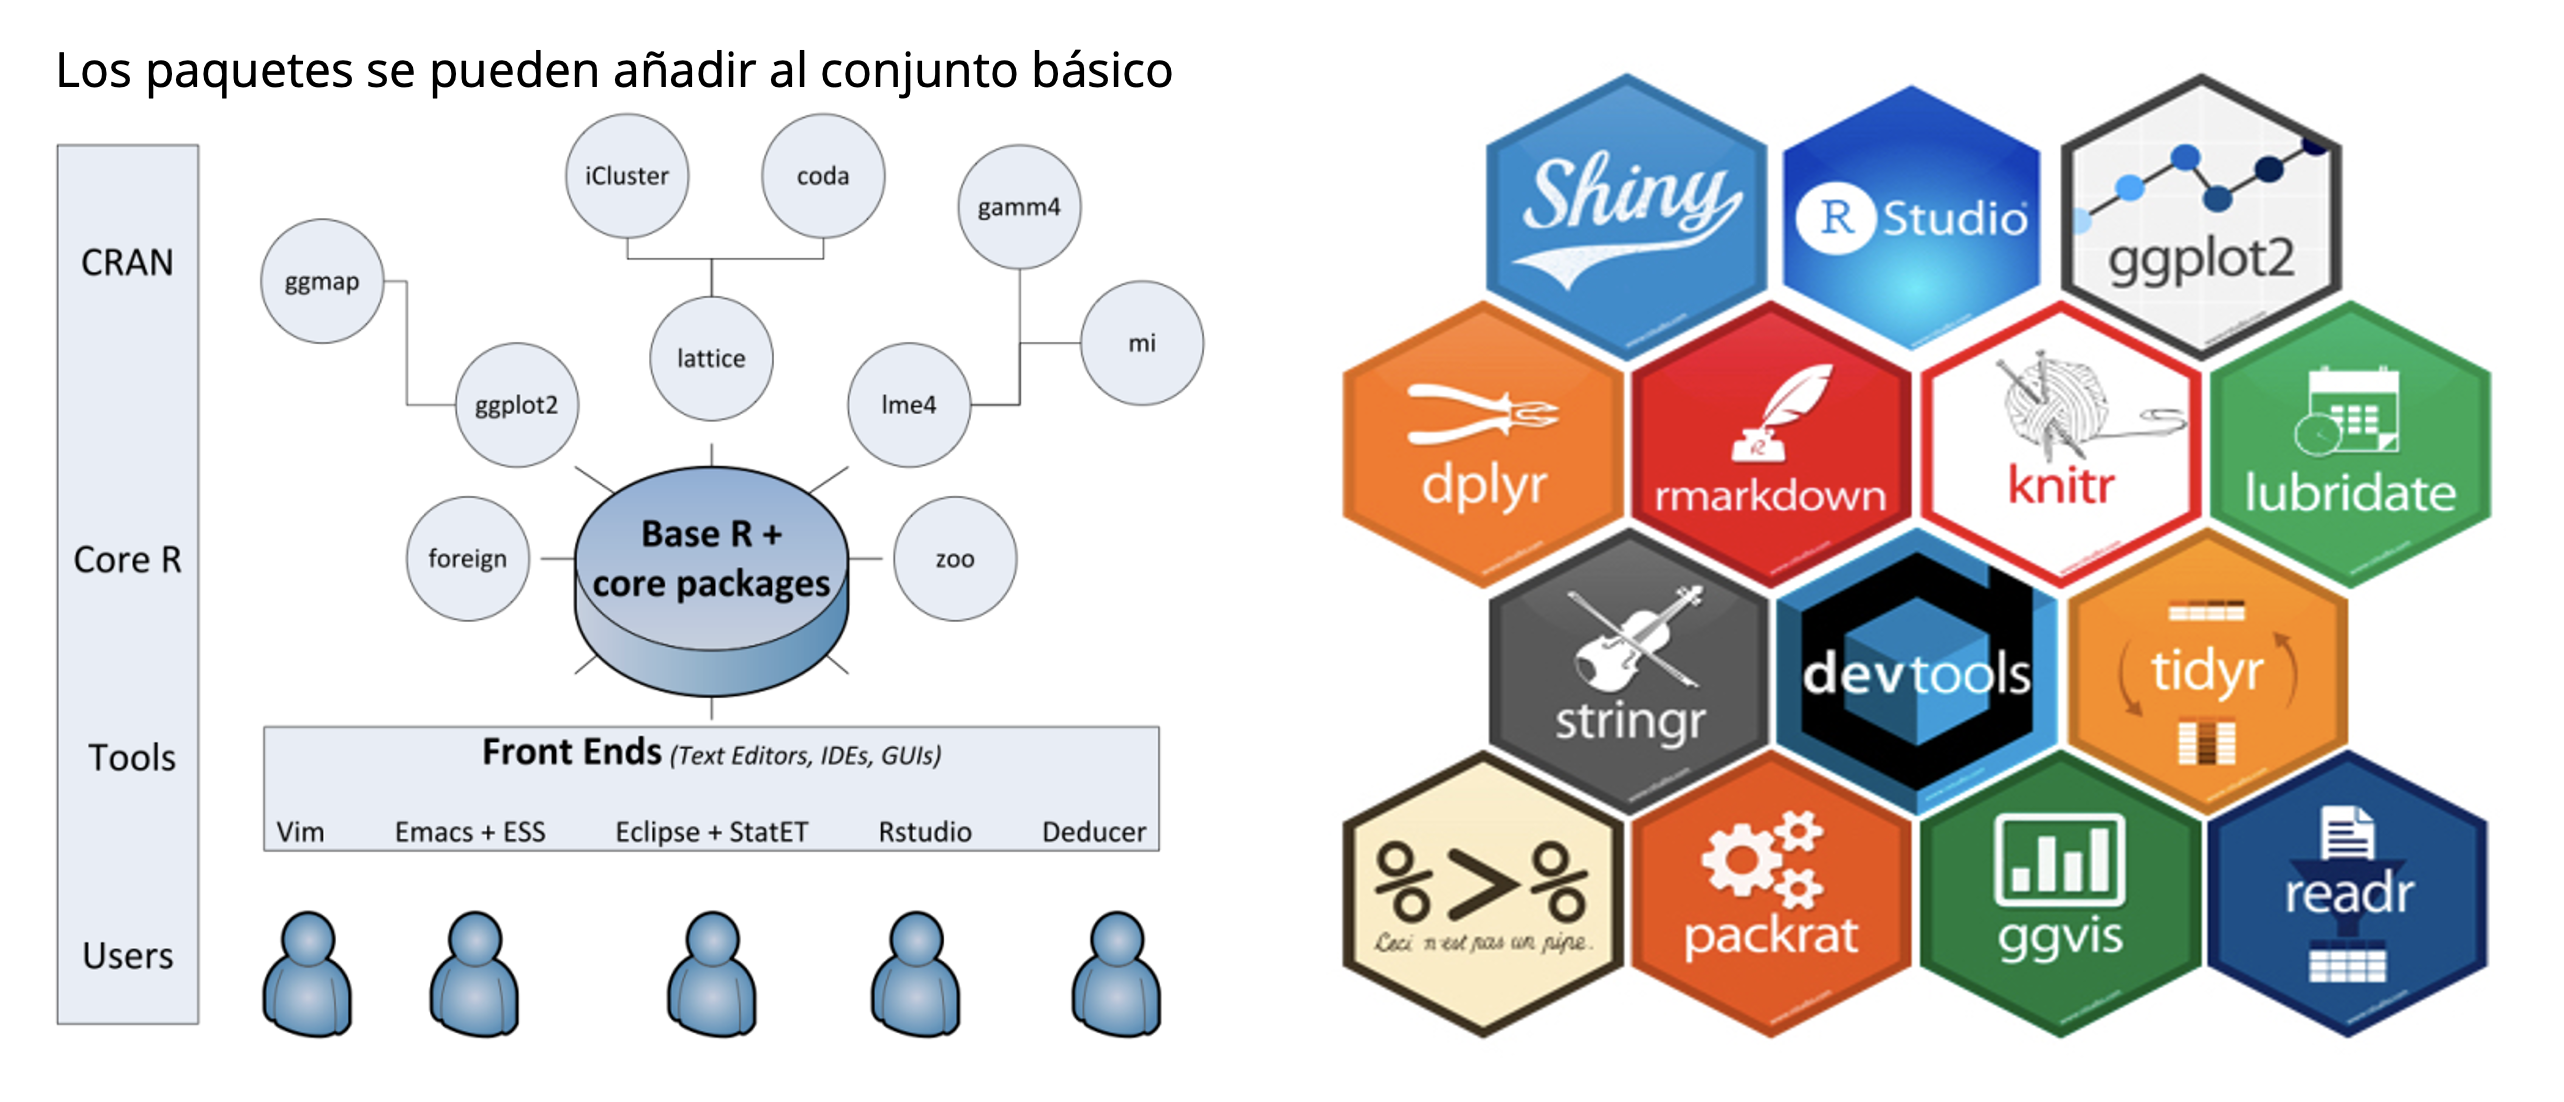 Los paquetes se pueden añadir al conjunto básico
CRAN
Core R
Tools
Users
iCluster
coda
gamm4
ggmap
mi
lattice
ggplot2
lme4
foreign
Base R +
core packages
zoo
Front Ends (Text Editors, IDEs, GUIs)
Vim Emacs + ESS Eclipse + StatET Rstudio Deducer
Shiny
R Studio
ggplot2
dplyr
rmarkdown
knitr
lubridate
stringr
devtools
tidyr
%>%
Ceci n'est pas un pipe.
packrat
ggvis
readr